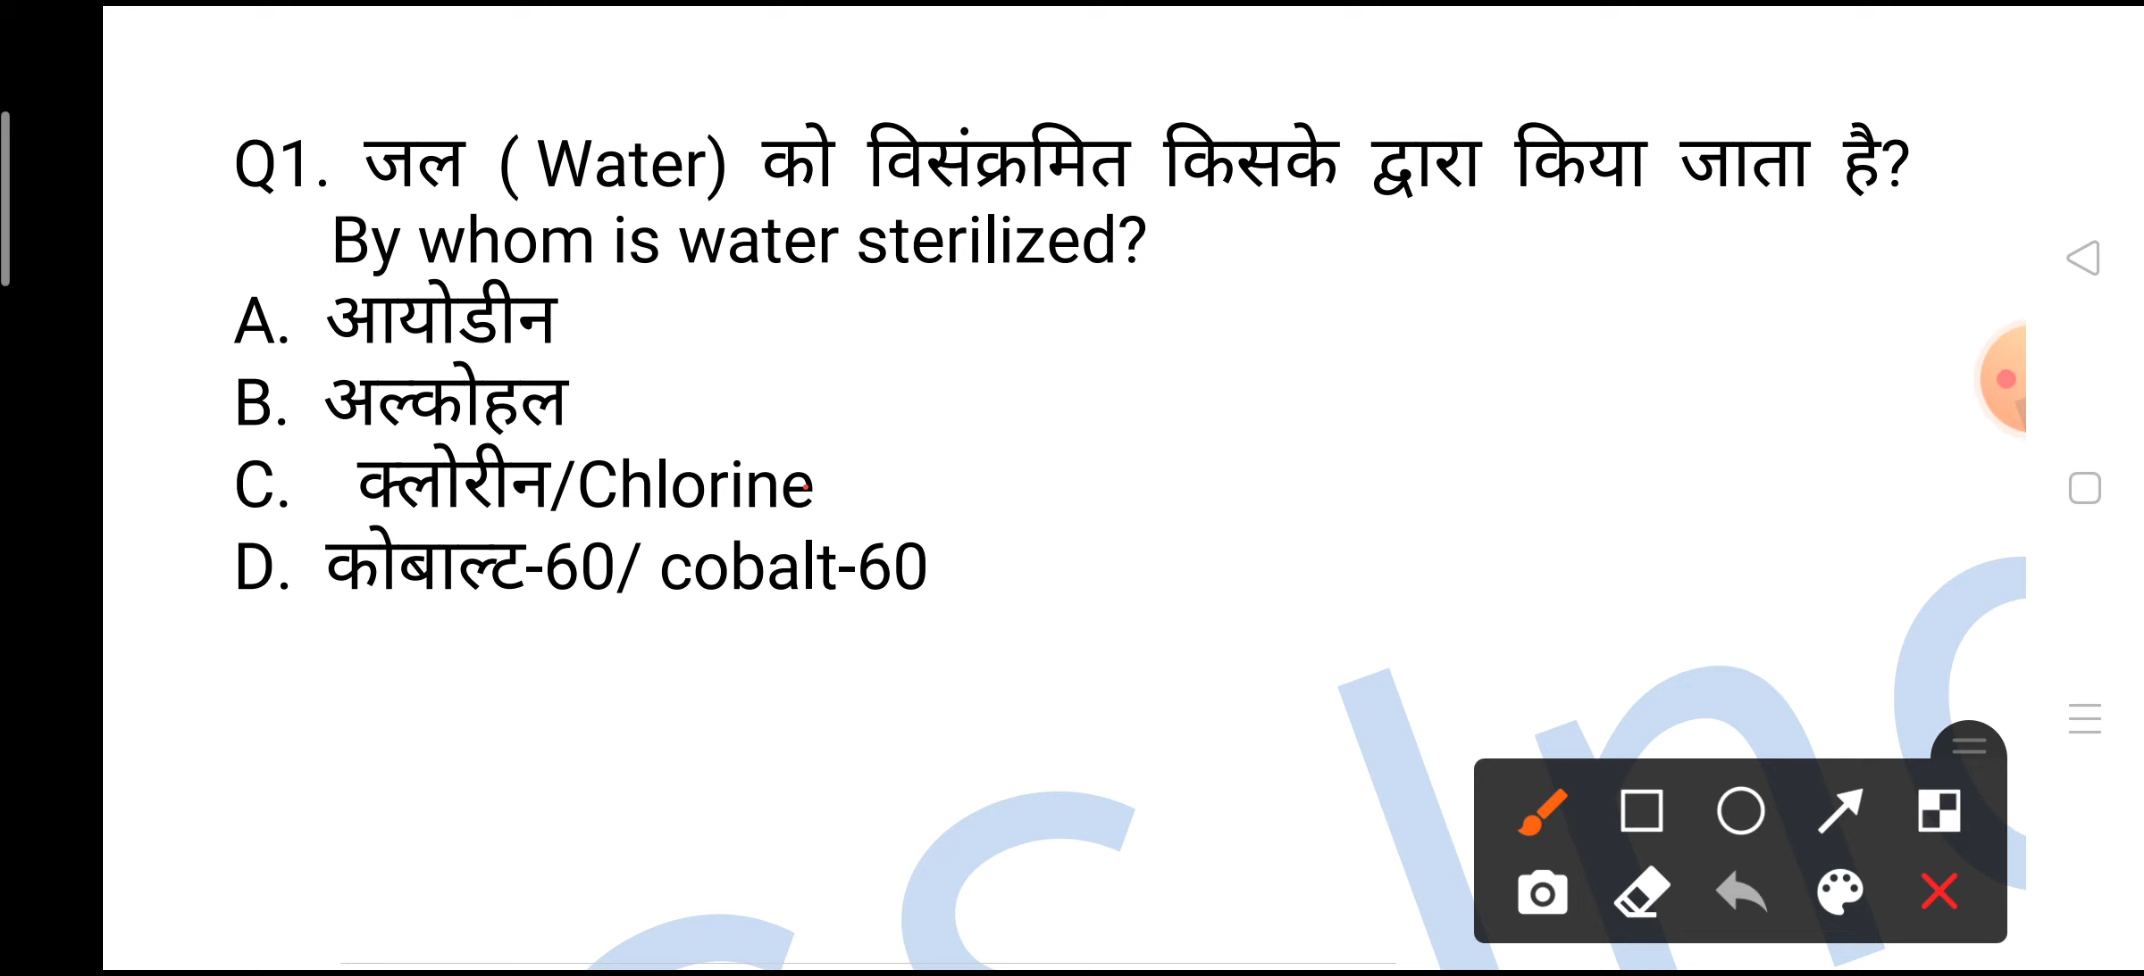 Q1. जल ( Water) को विसंक्रमित किसके द्वारा किया जाता है?
By whom is water sterilized?
A. आयोडीन
B. अल्कोहल
C. क्लोरीन/Chlorine
D. कोबाल्ट-60/ cobalt-60